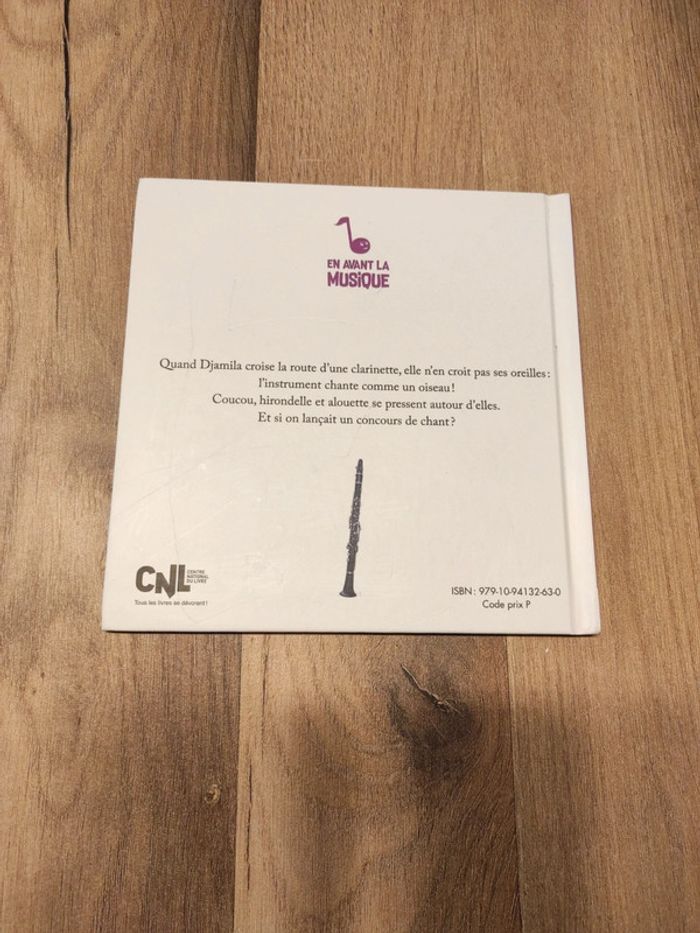 EN AVANT LA
MUSiQUE
Quand Djamila croise la route d'une clarinette, elle n'en croit pas ses oreilles :
l'instrument chante comme un oiseau !
Coucou, hirondelle et alouette se pressent autour d'elles.
Et si on lançait un concours de chant ?
CNL
CENTRE
NATIONAL
DU LIVRE
Tous les livres se dévorent !
ISBN : 979-10-94132-63-0
Code prix P